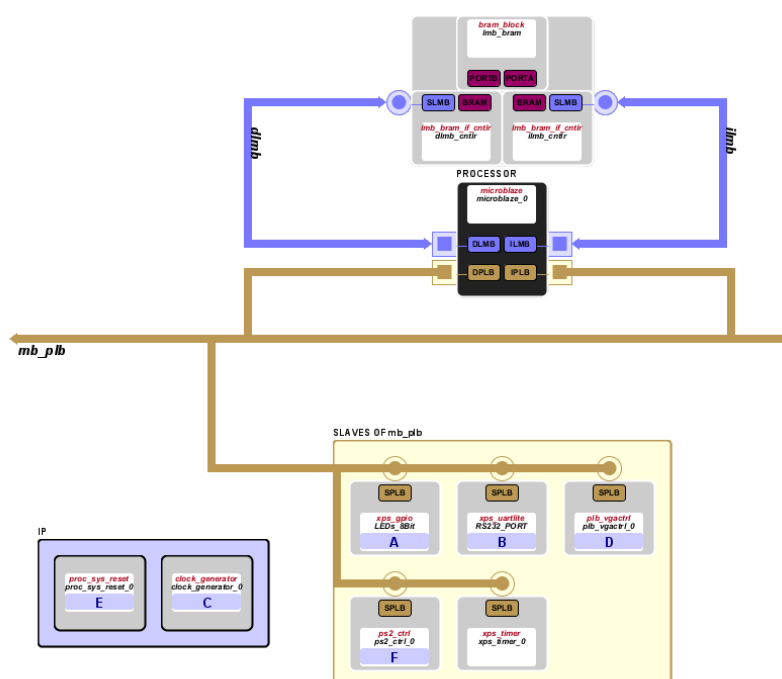 bram_block
lmb_bram
PORTB PORTA
SLMB BRAM BRAM SLMB
lmb_bram_if_cntlr lmb_bram_if_cntlr
dlmb_cntlr ilmb_cntlr
dlmb ilmb
PROCESSOR
microblaze
microblaze_0
DLMB ILMB
DPLB IPLB
mb_plb
SLAVES OF mb_plb
SPLB SPLB SPLB
xps_gpio xps_uartlite plb_vgactrl
LEDs_8Bit RS232_PORT plb_vgactrl_0
A B D
IP
proc_sys_reset clock_generator
proc_sys_reset_0 clock_generator_0
E C
SPLB SPLB
ps2_ctrl xps_timer
ps2_ctrl_0 xps_timer_0
F